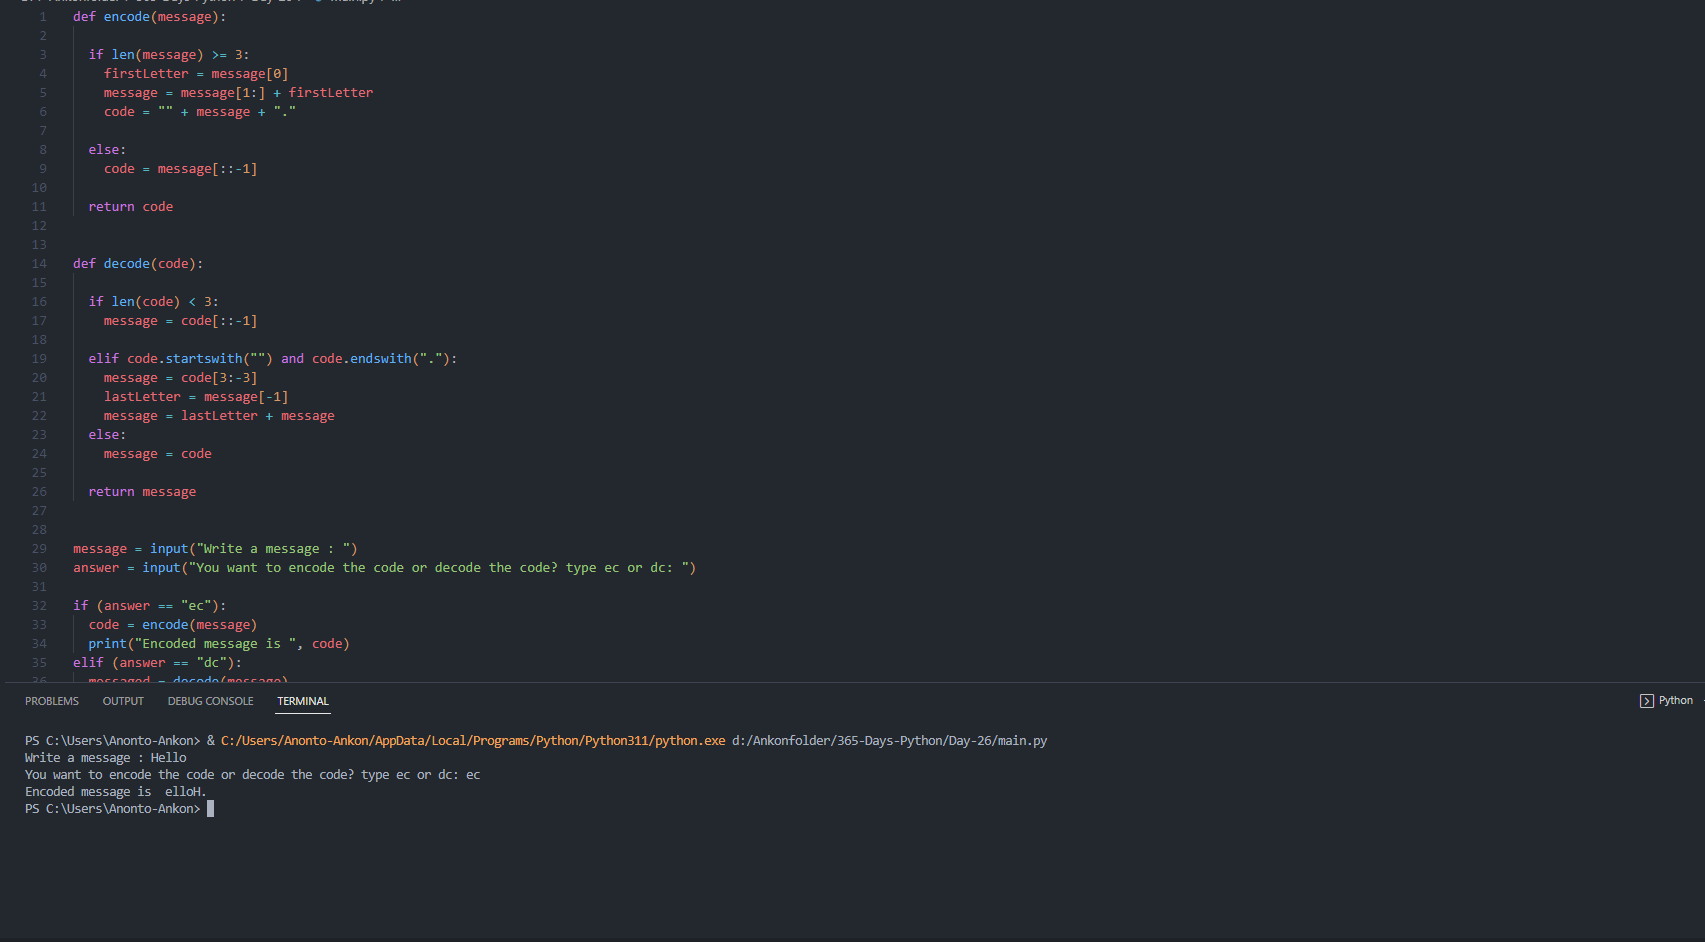 1 def encode(message):
2
3 if len(message) >= 3:
4 firstLetter = message[0]
5 message = message[1:] + firstLetter
6 code = "" + message + "."
7
8 else:
9 code = message[::-1]
10
11 return code
12
13
14 def decode(code):
15
16 if len(code) < 3:
17 message = code[::-1]
18
19 elif code.startswith("") and code.endswith("."):
20 message = code[3:-3]
21 lastLetter = message[-1]
22 message = lastLetter + message
23 else:
24 message = code
25
26 return message
27
28
29 message = input("Write a message : ")
30 answer = input("You want to encode the code or decode the code? type ec or dc: ")
31
32 if (answer == "ec"):
33 code = encode(message)
34 print("Encoded message is ", code)
35 elif (answer == "dc"):
36 messaged = decode(message)
PROBLEMS OUTPUT DEBUG CONSOLE TERMINAL Python
PS C:\Users\Anonto-Ankon> & C:/Users/Anonto-Ankon/AppData/Local/Programs/Python/Python311/python.exe d:/Ankonfolder/365-Days-Python/Day-26/main.py
Write a message : Hello
You want to encode the code or decode the code? type ec or dc: ec
Encoded message is  elloH.
PS C:\Users\Anonto-Ankon>